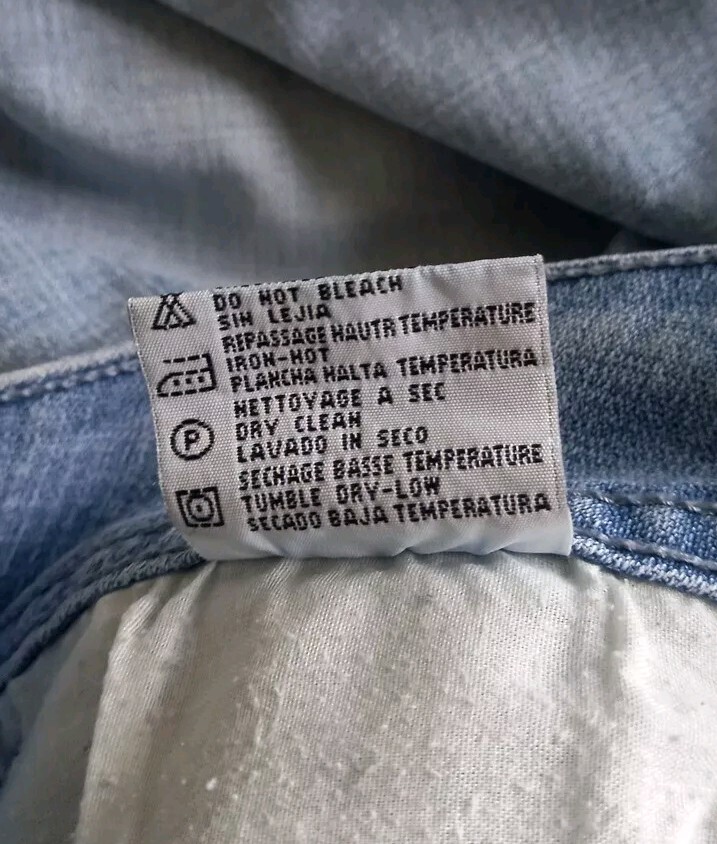 DO NOT BLEACH
SIN LEJIA
REPASSAGE HAUTR TEMPERATURE
IRON-HOT
PLANCHA HALTA TEMPERATURA
NETTOYAGE A SEC
P
DRY CLEAN
LAVADO IN SECO
SECHAGE BASSE TEMPERATURE
TUMBLE DRY-LOW
SECADO BAJA TEMPERATURA